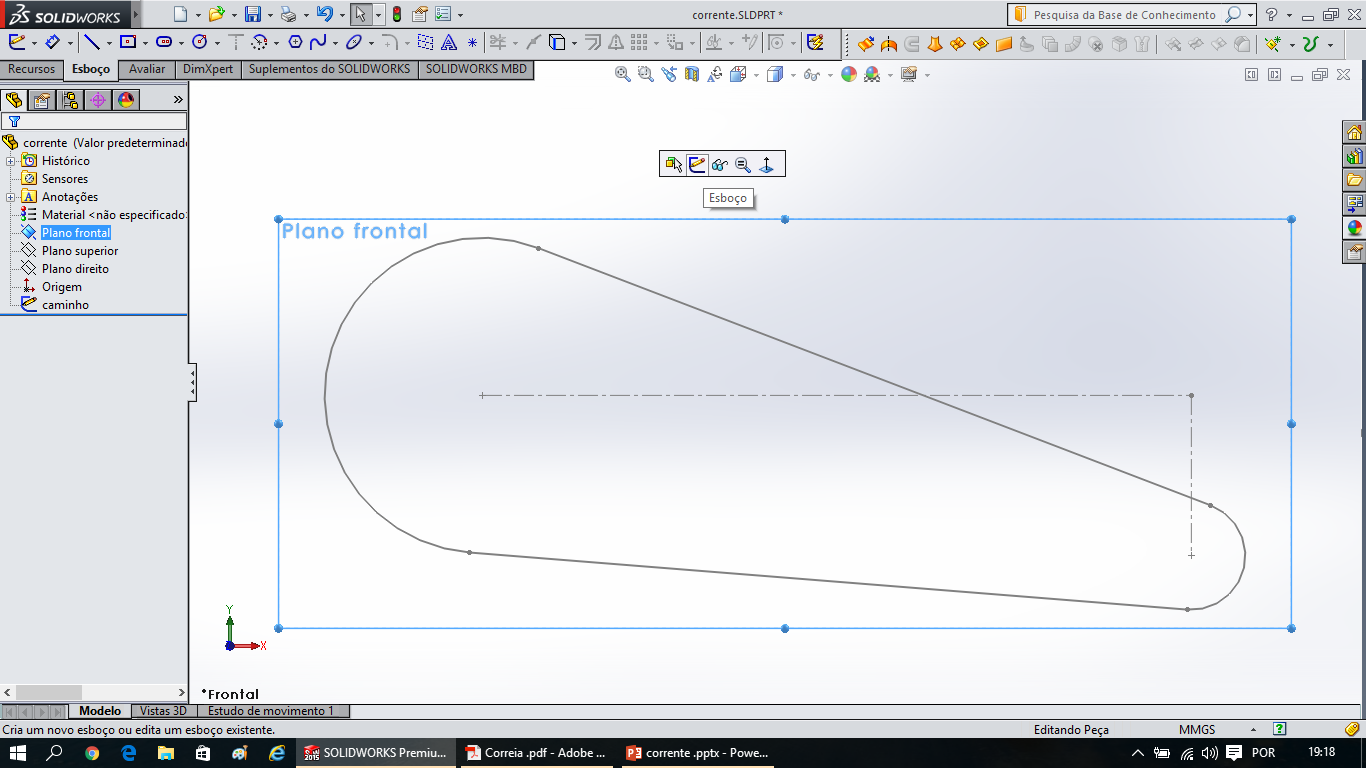 SOLIDWORKS
corrente.SLDPRT *
Pesquisa da Base de Conhecimento
Recursos Esboço Avaliar DimXpert Suplementos do SOLIDWORKS SOLIDWORKS MBD
corrente (Valor predeterminado
Histórico
Sensores
Anotações
Material <não especificado>
Plano frontal
Plano superior
Plano direito
Origem
caminho
Esboço
Plano frontal
Y
X
*Frontal
Modelo Vistas 3D Estudo de movimento 1
Cria um novo esboço ou edita um esboço existente. Editando Peça MMGS
SOLIDWORKS Premiu... Correia .pdf - Adobe ... corrente .pptx - Powe... POR 19:18